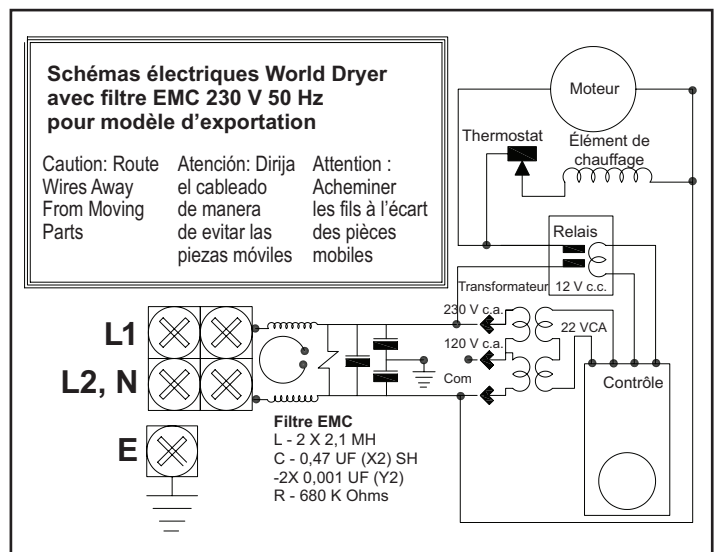 Schémas électriques World Dryer
avec filtre EMC 230 V 50 Hz
pour modèle d'exportation
Caution: Route
Wires Away
From Moving
Parts
Atención: Dirija
el cableado
de manera
de evitar las
piezas móviles
Attention :
Acheminer
les fils à l'écart
des pièces
mobiles
Moteur
Thermostat
Élément de
chauffage
Relais
12 V c.c.
Transformateur
230 V c.a.
120 V c.a.
Com
22 VCA
Contrôle
L1
L2, N
E
Filtre EMC
L - 2 X 2,1 MH
C - 0,47 UF (X2) SH
-2X 0,001 UF (Y2)
R - 680 K Ohms